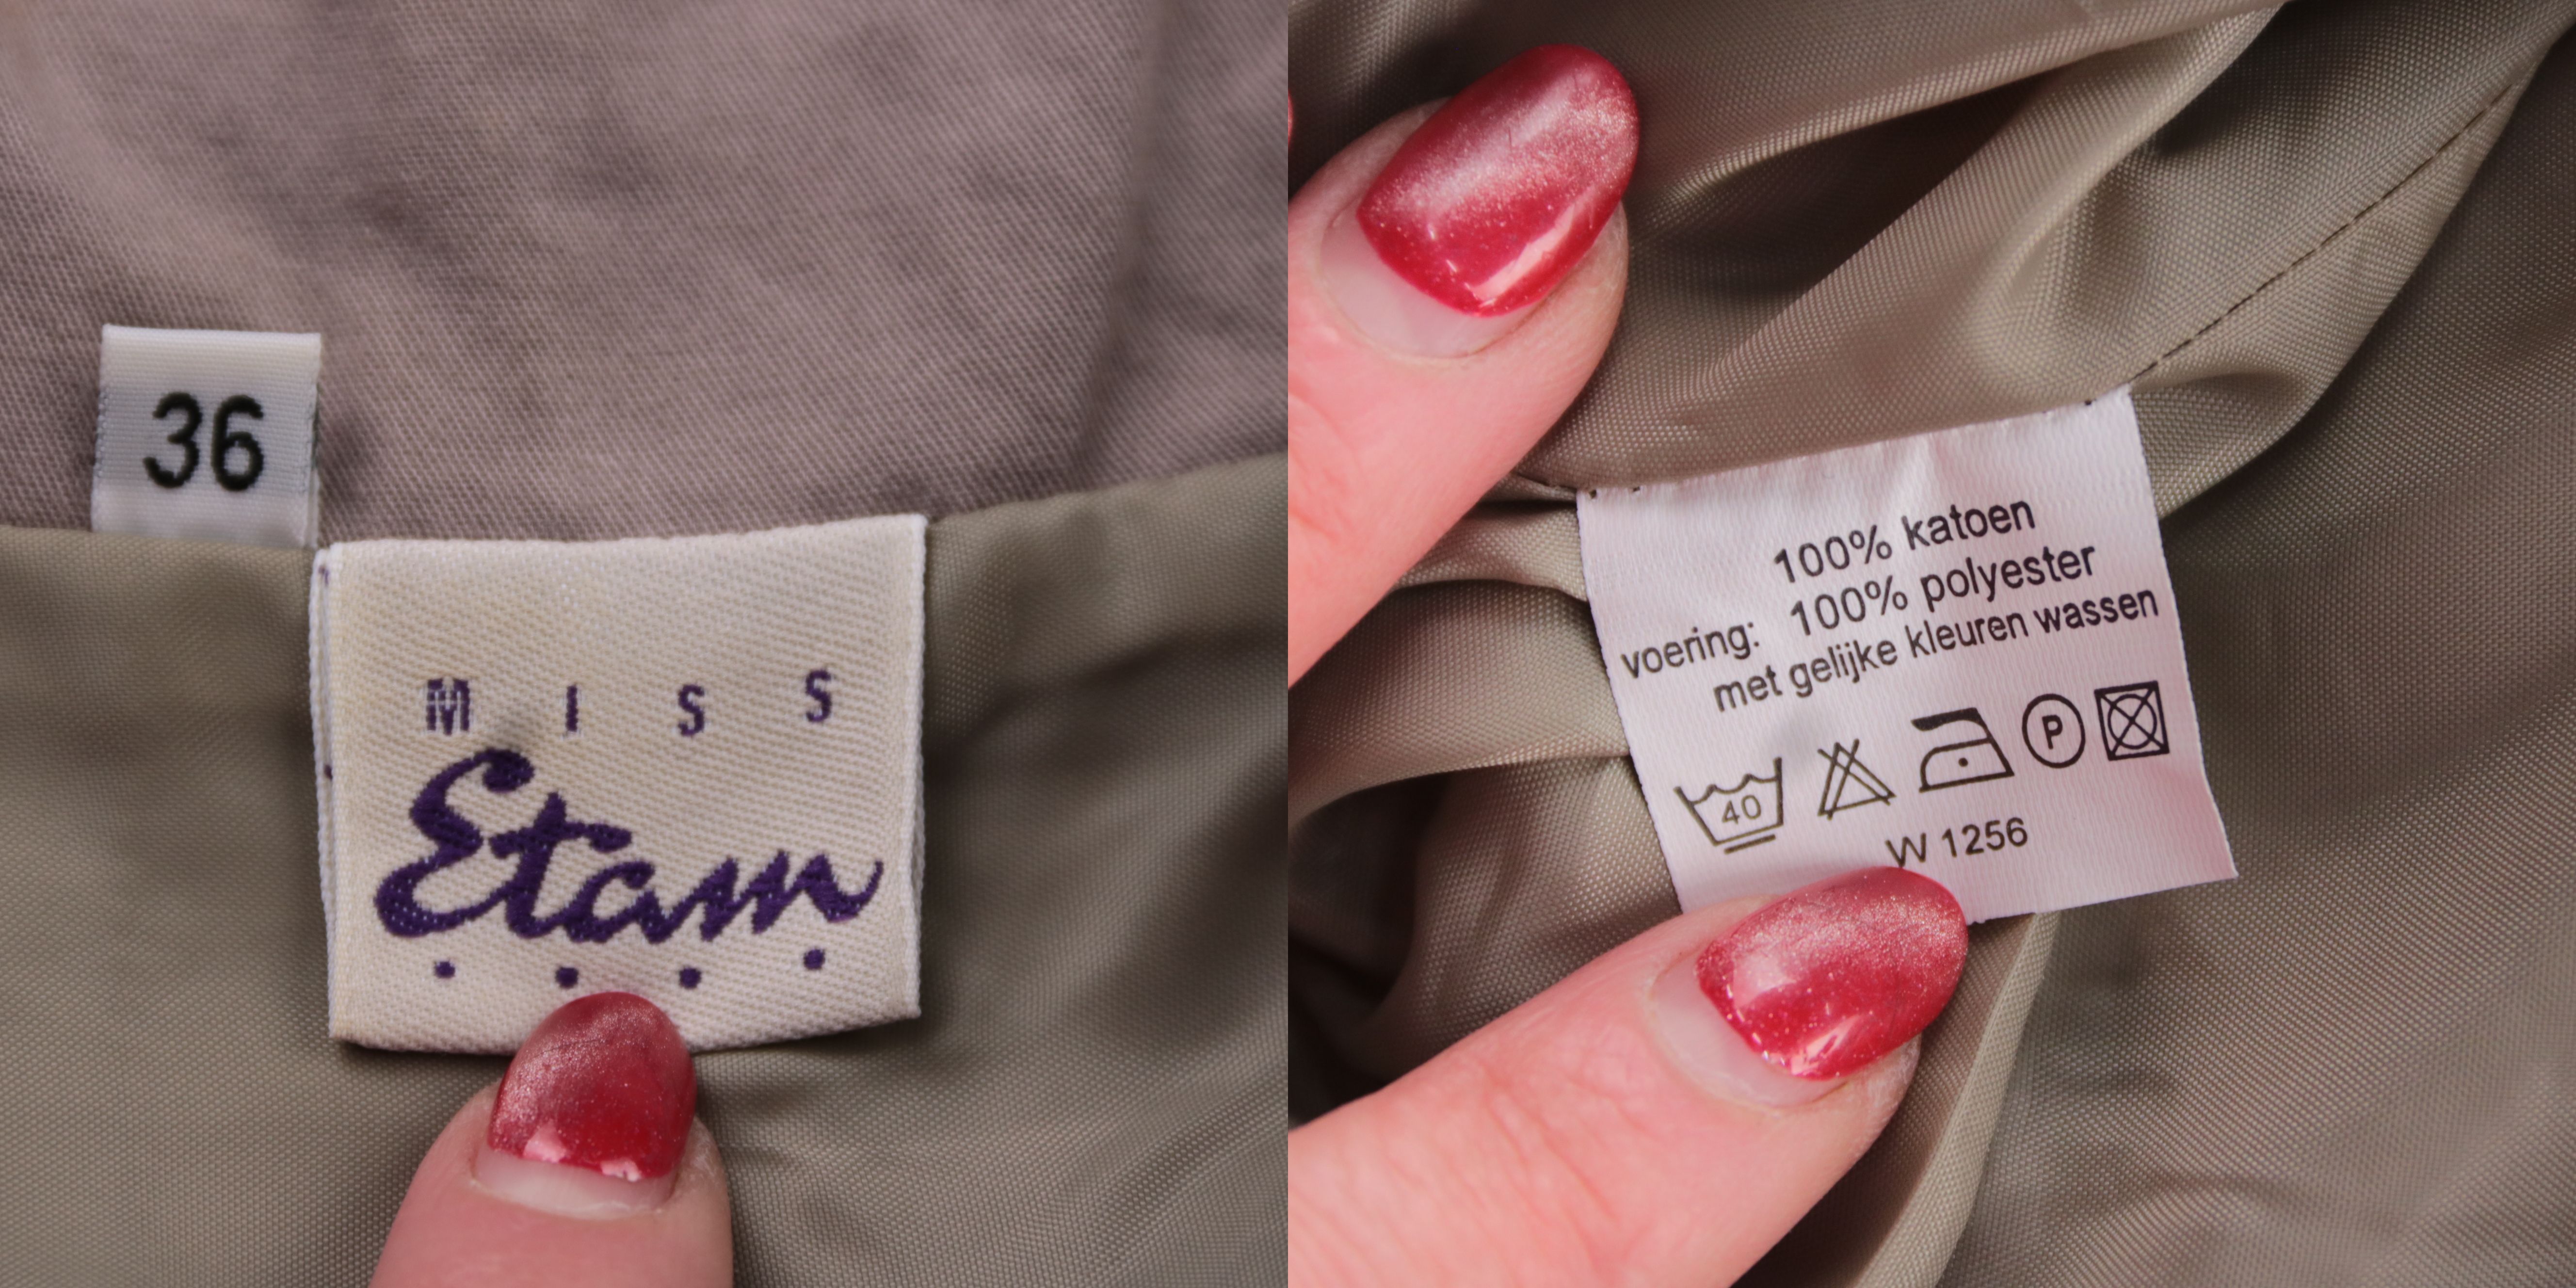 36
MISS
Etam
100% katoen
voering: 100% polyester
met gelijke kleuren wassen
40 P
W 1256